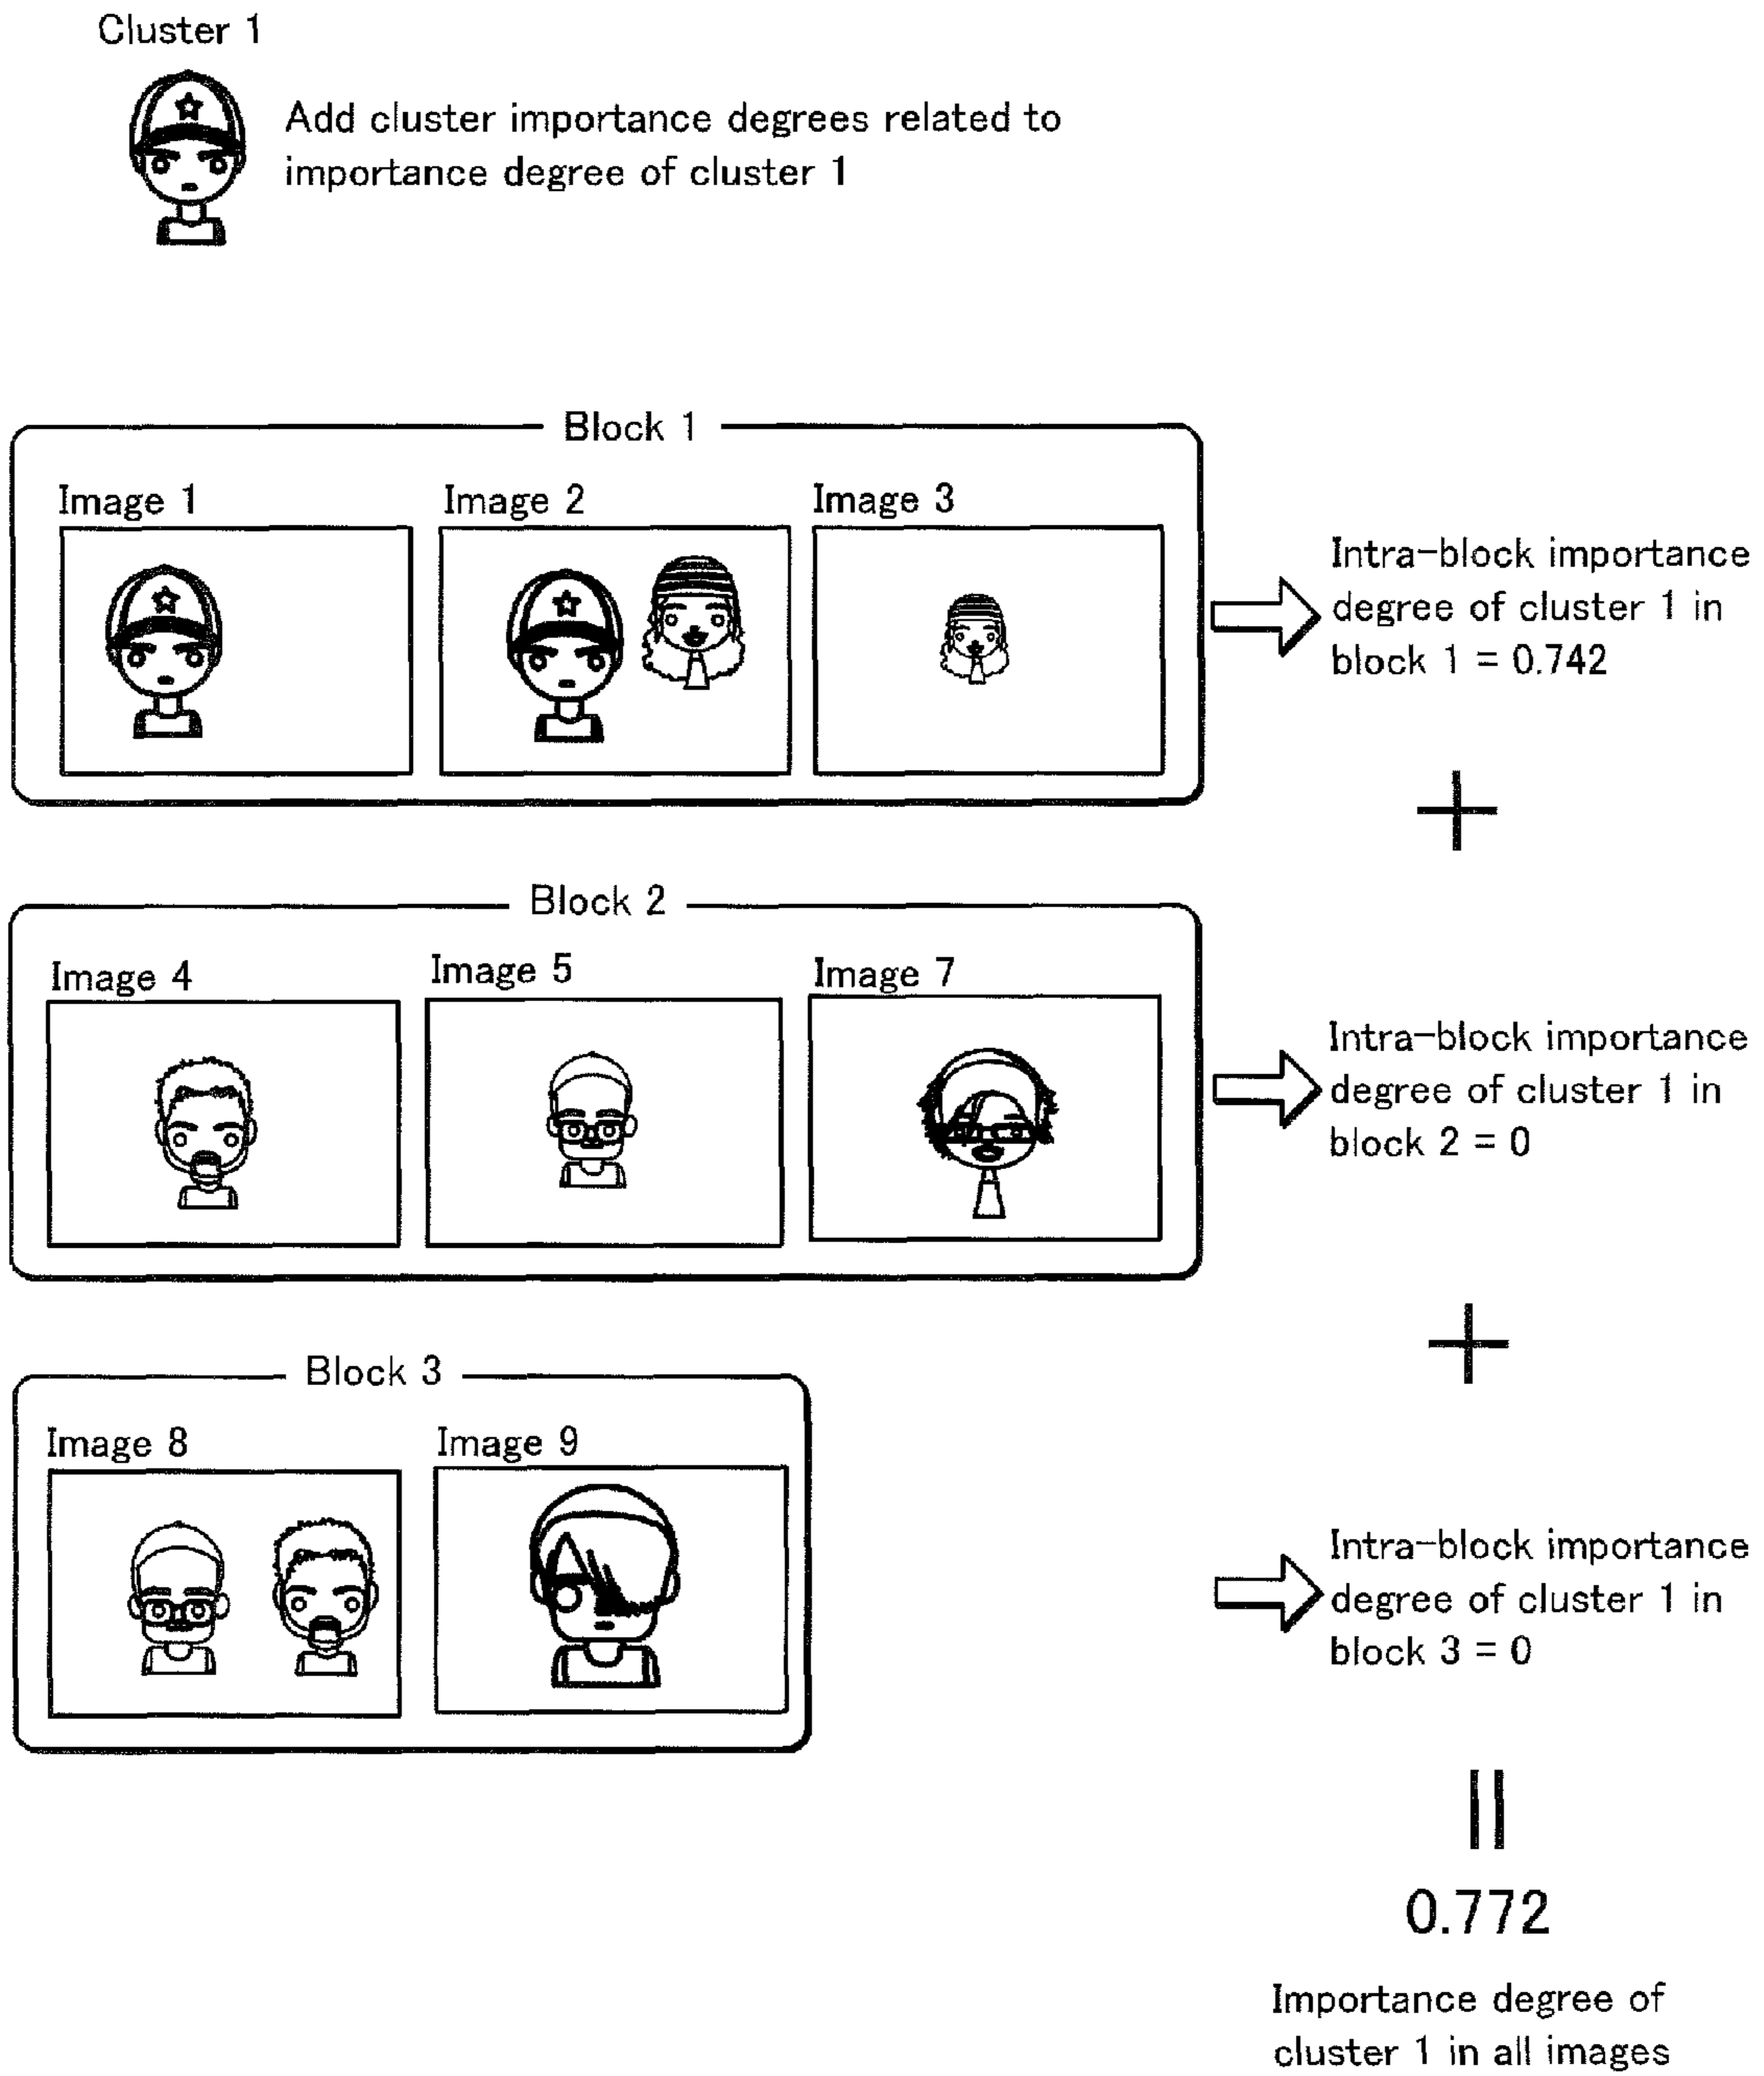 Cluster 1
Add cluster importance degrees related to
importance degree of cluster 1
Block 1
Image 1
Image 2
Image 3
Intra-block importance
degree of cluster 1 in
block 1 = 0.742
+
Block 2
Image 4
Image 5
Image 7
Intra-block importance
degree of cluster 1 in
block 2 = 0
+
Block 3
Image 8
Image 9
Intra-block importance
degree of cluster 1 in
block 3 = 0
=
0.772
Importance degree of
cluster 1 in all images